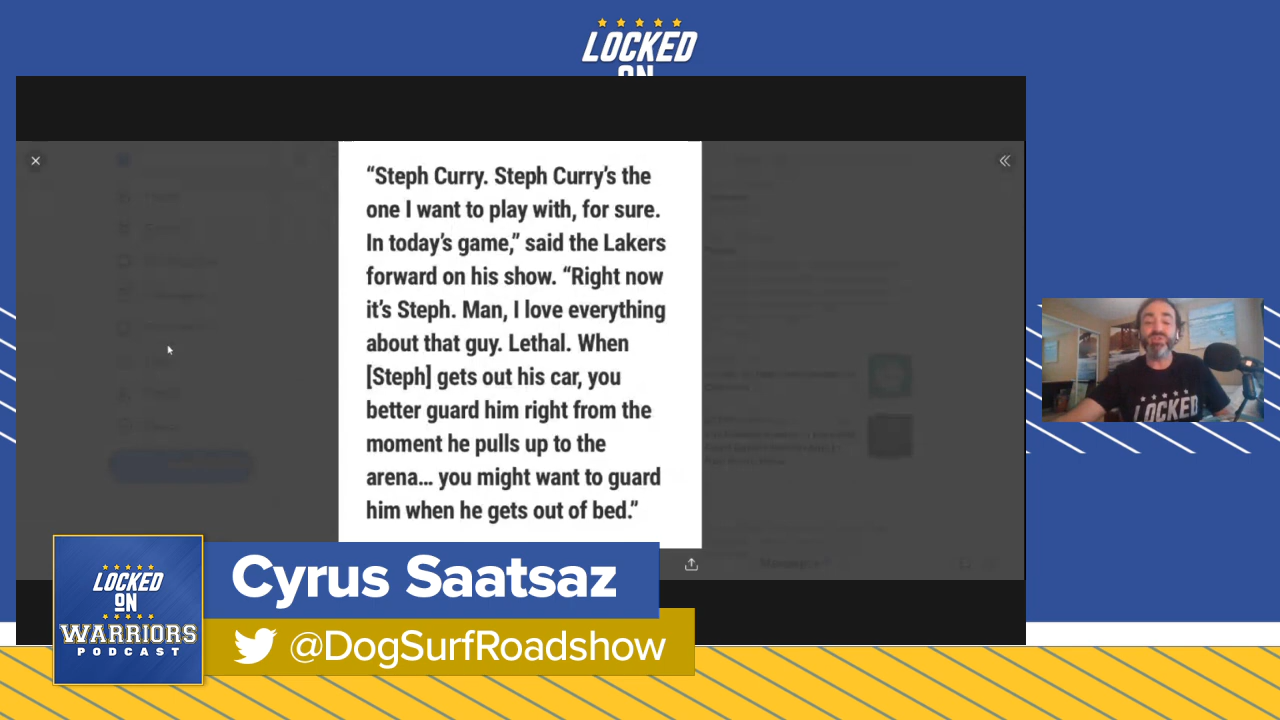 LOCKED
ON
“Steph Curry. Steph Curry’s the
one I want to play with, for sure.
In today’s game,” said the Lakers
forward on his show. “Right now
it’s Steph. Man, I love everything
about that guy. Lethal. When
[Steph] gets out his car, you
better guard him right from the
moment he pulls up to the
arena... you might want to guard
him when he gets out of bed.”
LOCKED
LOCKED
ON
WARRIORS
PODCAST
Cyrus Saatsaz
@DogSurfRoadshow